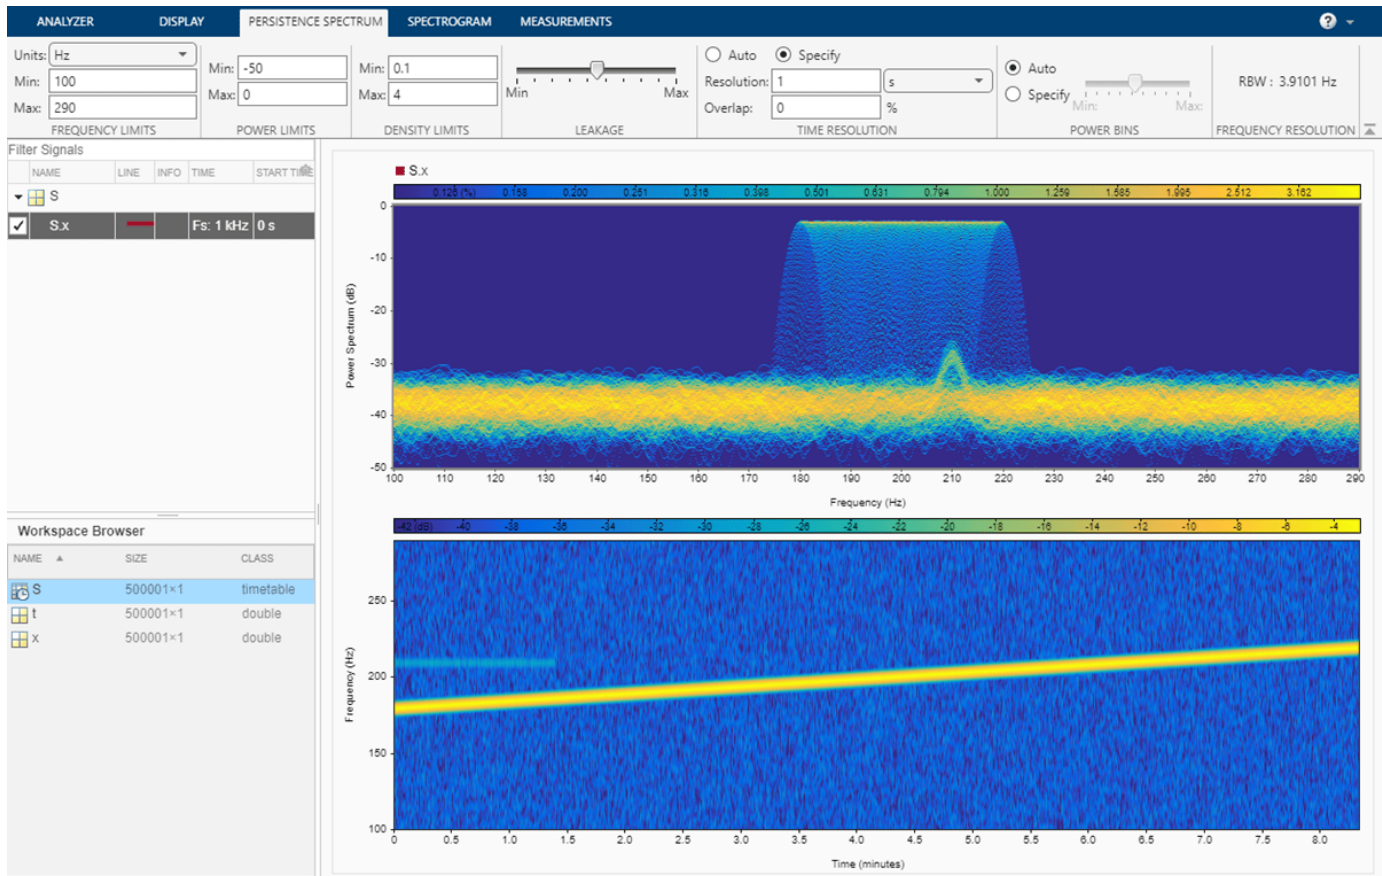 ANALYZER DISPLAY PERSISTENCE SPECTRUM SPECTROGRAM MEASUREMENTS ?
Units: Hz
Min: 100
Max: 290
FREQUENCY LIMITS
Min: -50
Max: 0
POWER LIMITS
Min: 0.1
Max: 4
DENSITY LIMITS
Min Max
LEAKAGE
Auto Specify
Resolution: 1 s
Overlap: 0 %
TIME RESOLUTION
Auto
Specify
Min: Max:
POWER BINS
RBW : 3.9101 Hz
FREQUENCY RESOLUTION
Filter Signals
NAME LINE INFO TIME START TIME
S
S.x Fs: 1 kHz 0 s
Workspace Browser
NAME SIZE CLASS
S 500001×1 timetable
t 500001×1 double
x 500001×1 double
S.x
0.126 (%) 0.158 0.200 0.251 0.316 0.398 0.501 0.631 0.794 1.000 1.259 1.585 1.995 2.512 3.162
0
-10
-20
-30
-40
-50
Power Spectrum (dB)
100 110 120 130 140 150 160 170 180 190 200 210 220 230 240 250 260 270 280 290
Frequency (Hz)
-42 (dB) -40 -38 -36 -34 -32 -30 -28 -26 -24 -22 -20 -18 -16 -14 -12 -10 -8 -6 -4
250
200
150
100
Frequency (Hz)
0 0.5 1.0 1.5 2.0 2.5 3.0 3.5 4.0 4.5 5.0 5.5 6.0 6.5 7.0 7.5 8.0
Time (minutes)